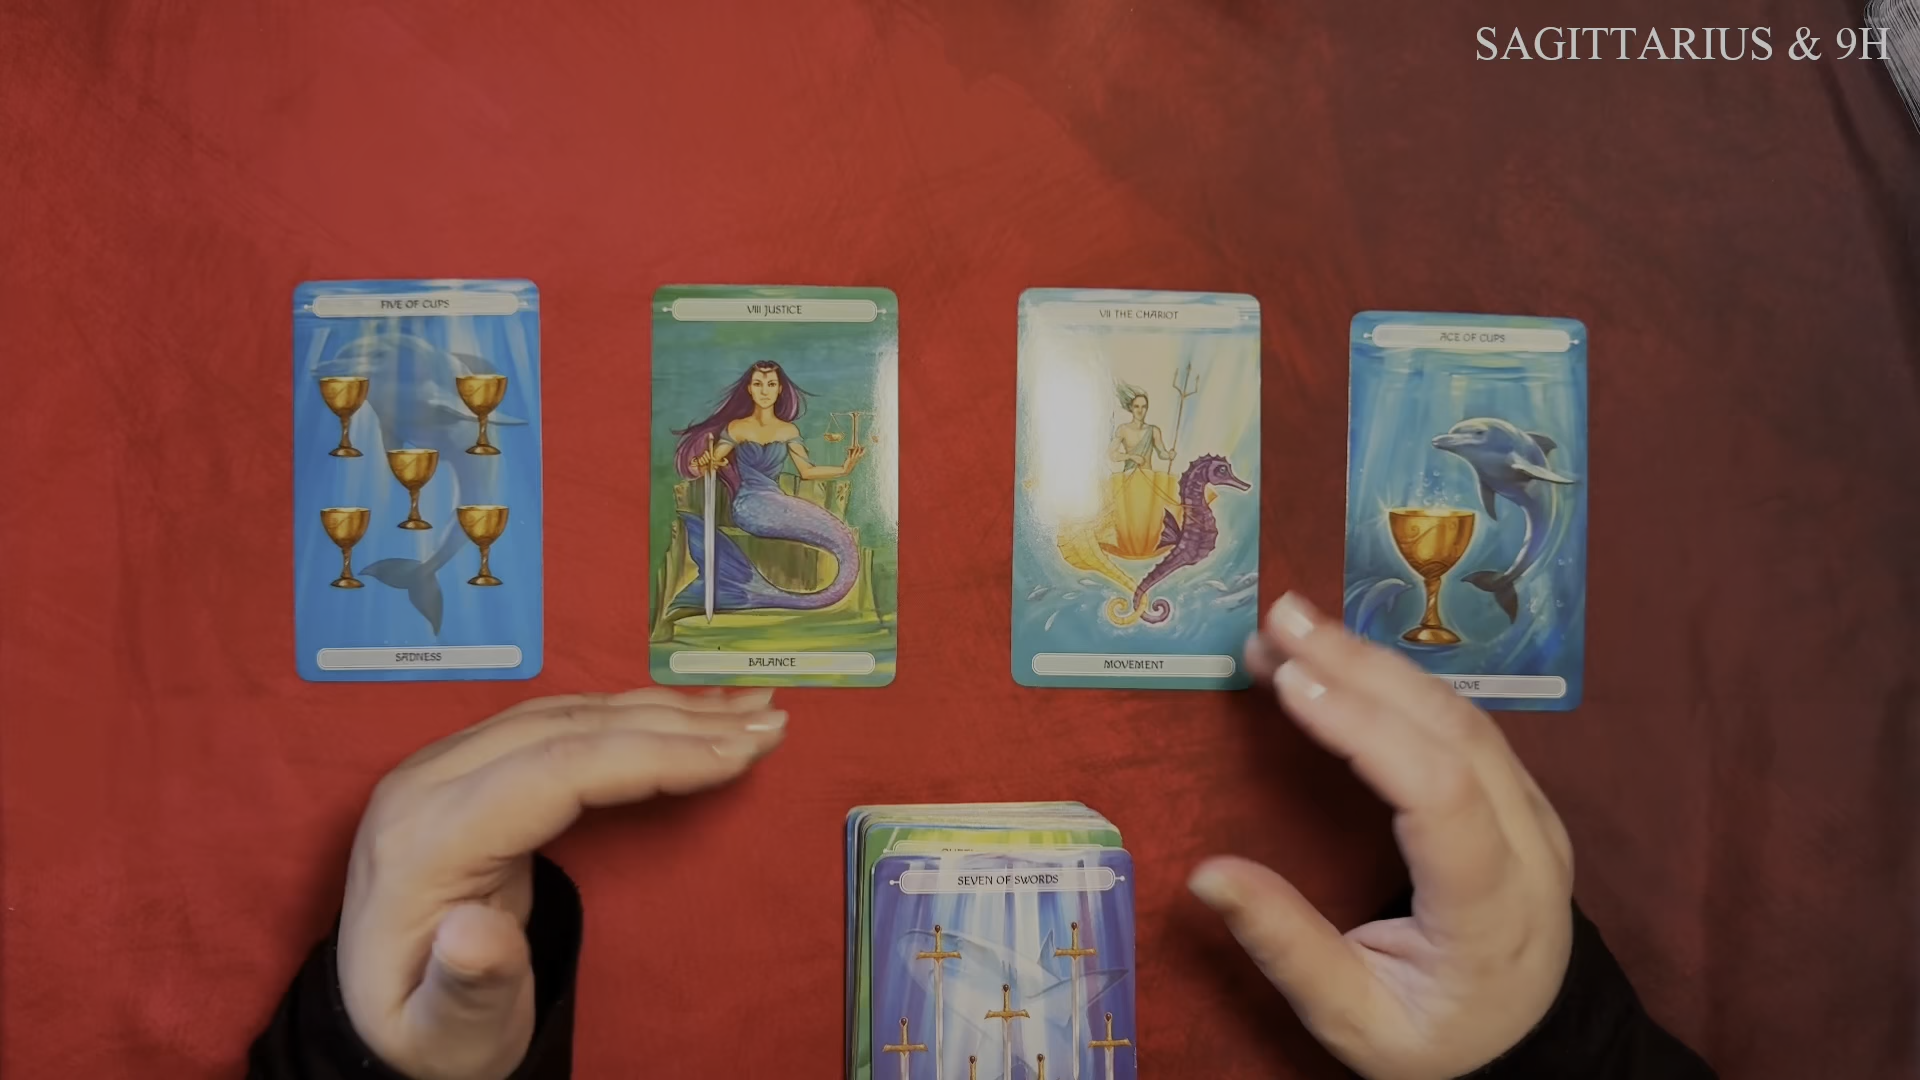 SAGITTARIUS & 9H
FIVE OF CUPS
VIII JUSTICE
VII THE CHARIOT
ACE OF CUPS
SADNESS
BALANCE
MOVEMENT
LOVE
SEVEN OF SWORDS